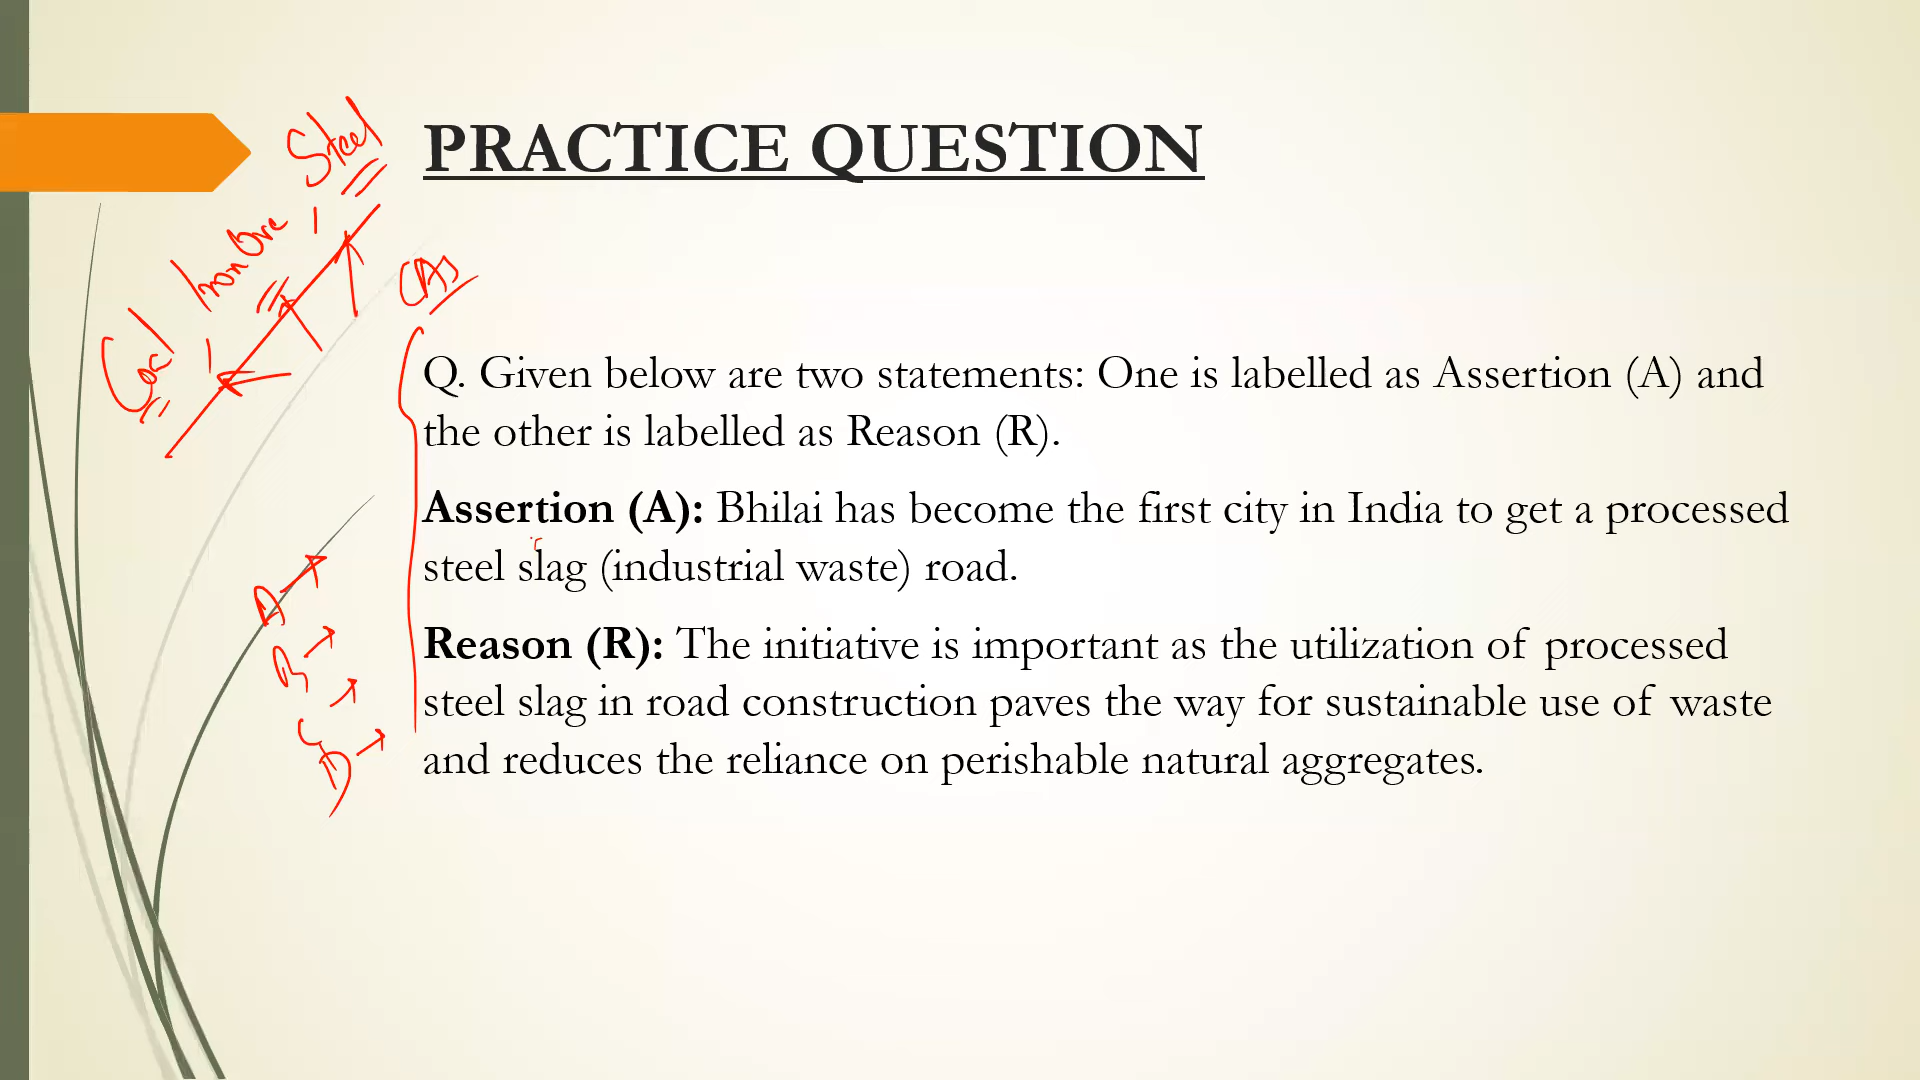 PRACTICE QUESTION
Steel
Iron Ore ,
Coal ,
CAs
Q. Given below are two statements: One is labelled as Assertion (A) and
the other is labelled as Reason (R).
Assertion (A): Bhilai has become the first city in India to get a processed
steel slag (industrial waste) road.
Reason (R): The initiative is important as the utilization of processed
steel slag in road construction paves the way for sustainable use of waste
and reduces the reliance on perishable natural aggregates.
A →
B →
C →
D →